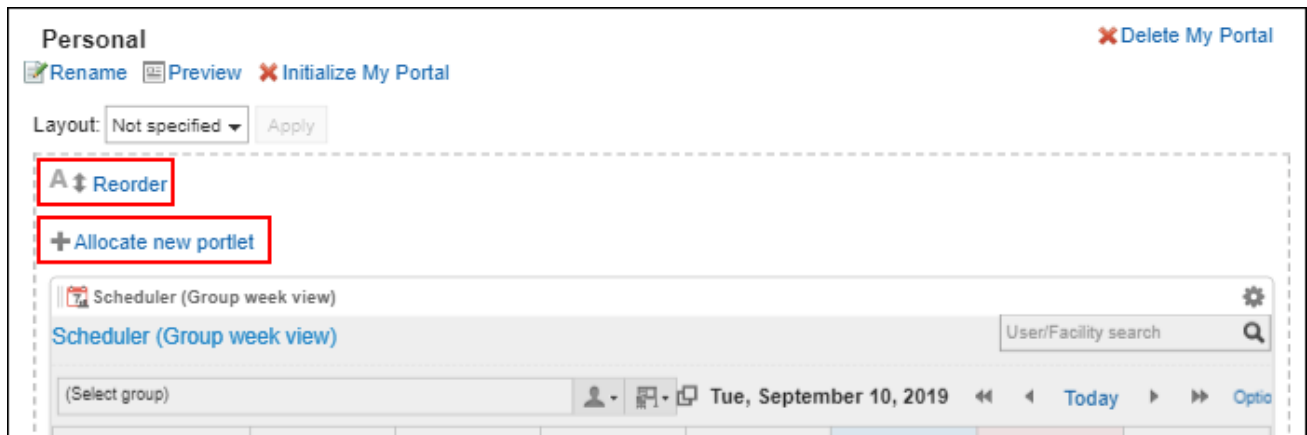 Personal
Delete My Portal
Rename Preview Initialize My Portal
Layout: Not specified Apply
A Reorder
Allocate new portlet
Scheduler (Group week view)
Scheduler (Group week view)
User/Facility search
(Select group) Tue, September 10, 2019 Today Optio